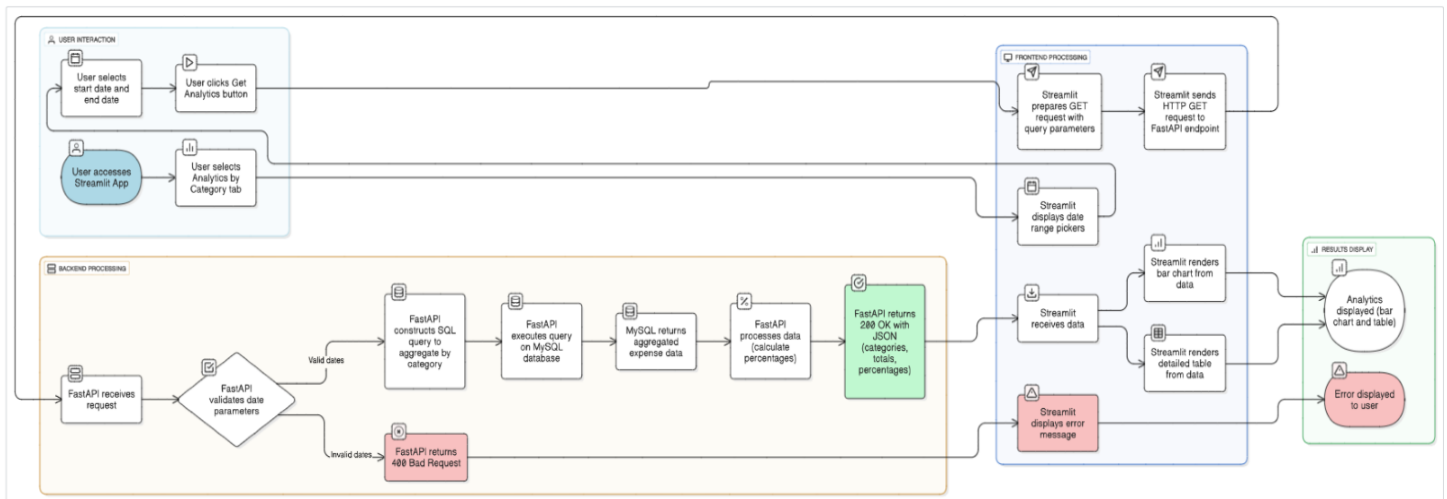 USER INTERACTION
User selects
start date and
end date
User clicks Get
Analytics button
User accesses
Streamlit App
User selects
Analytics by
Category tab
FRONTEND PROCESSING
Streamlit
prepares GET
request with
query parameters
Streamlit sends
HTTP GET
request to
FastAPI endpoint
Streamlit
displays date
range pickers
Streamlit
receives data
Streamlit renders
bar chart from
data
Streamlit renders
detailed table
from data
Streamlit
displays error
message
BACKEND PROCESSING
FastAPI receives
request
FastAPI
validates date
parameters
Valid dates
Invalid dates
FastAPI
constructs SQL
query to
aggregate by
category
FastAPI
executes query
on MySQL
database
MySQL returns
aggregated
expense data
FastAPI
processes data
(calculate
percentages)
FastAPI returns
200 OK with
JSON
(categories,
totals,
percentages)
FastAPI returns
400 Bad Request
RESULTS DISPLAY
Analytics
displayed (bar
chart and table)
Error displayed
to user